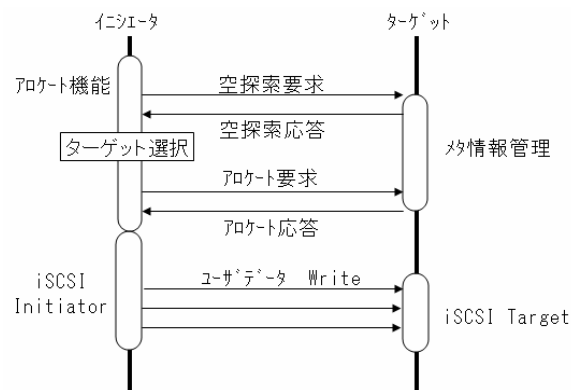 ｲﾆｼｴｰﾀ
ﾀｰｹﾞｯﾄ
ｱﾛｹｰﾄ機能
空探索要求
空探索応答
ターゲット選択
ﾒﾀ情報管理
ｱﾛｹｰﾄ要求
ｱﾛｹｰﾄ応答
iSCSI
Initiator
ﾕｰｻﾞﾃﾞｰﾀ Write
iSCSI Target